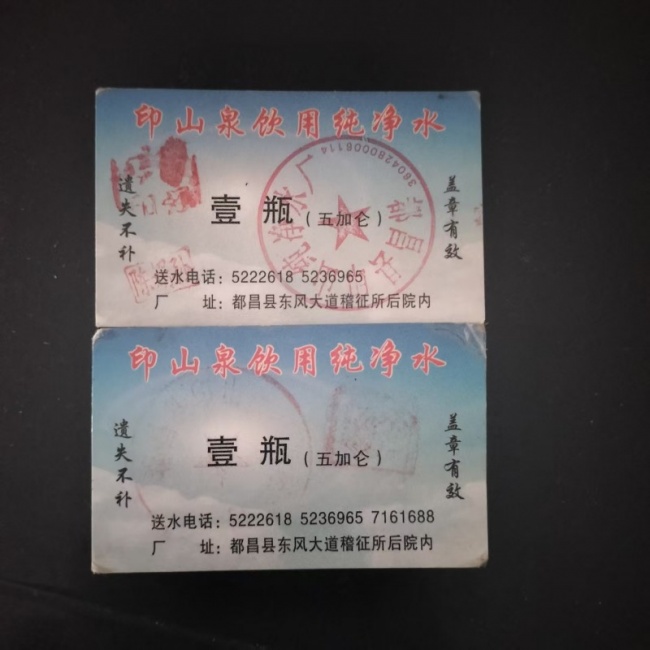 印山泉饮用纯净水
遗失不补
壹瓶(五加仑)
盖章有效
3604280008114
送水电话：5222618 5236965
厂 址：都昌县东风大道稽征所后院内
印山泉饮用纯净水
遗失不补
壹瓶(五加仑)
盖章有效
送水电话：5222618 5236965 7161688
厂 址：都昌县东风大道稽征所后院内